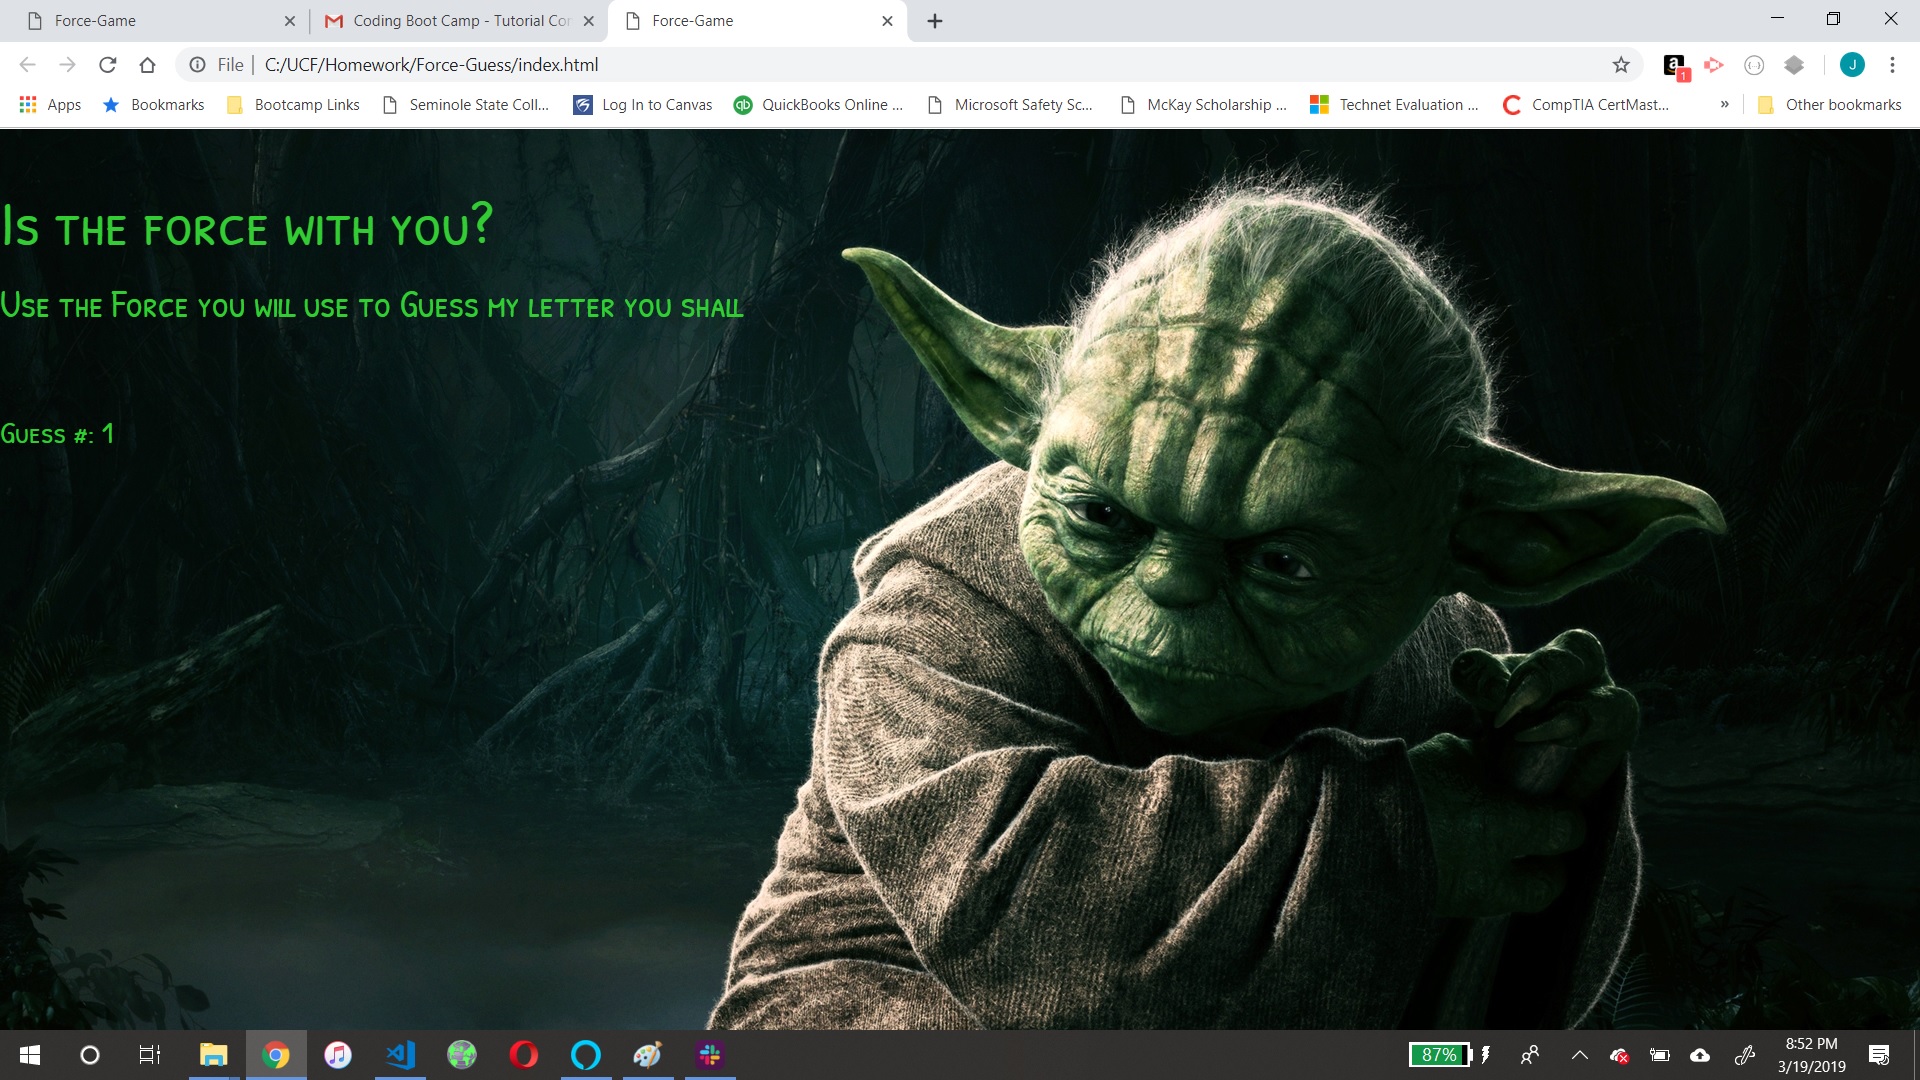 Force-Game
Coding Boot Camp - Tutorial Con
Force-Game
File
C:/UCF/Homework/Force-Guess/index.html
1
J
Apps
Bookmarks
Bootcamp Links
Seminole State Coll...
Log In to Canvas
QuickBooks Online ...
Microsoft Safety Sc...
McKay Scholarship ...
Technet Evaluation ...
CompTIA CertMast...
»
Other bookmarks
Is the force with you?
Use the Force you will use to Guess my letter you shall
Guess #: 1
87%
8:52 PM
3/19/2019